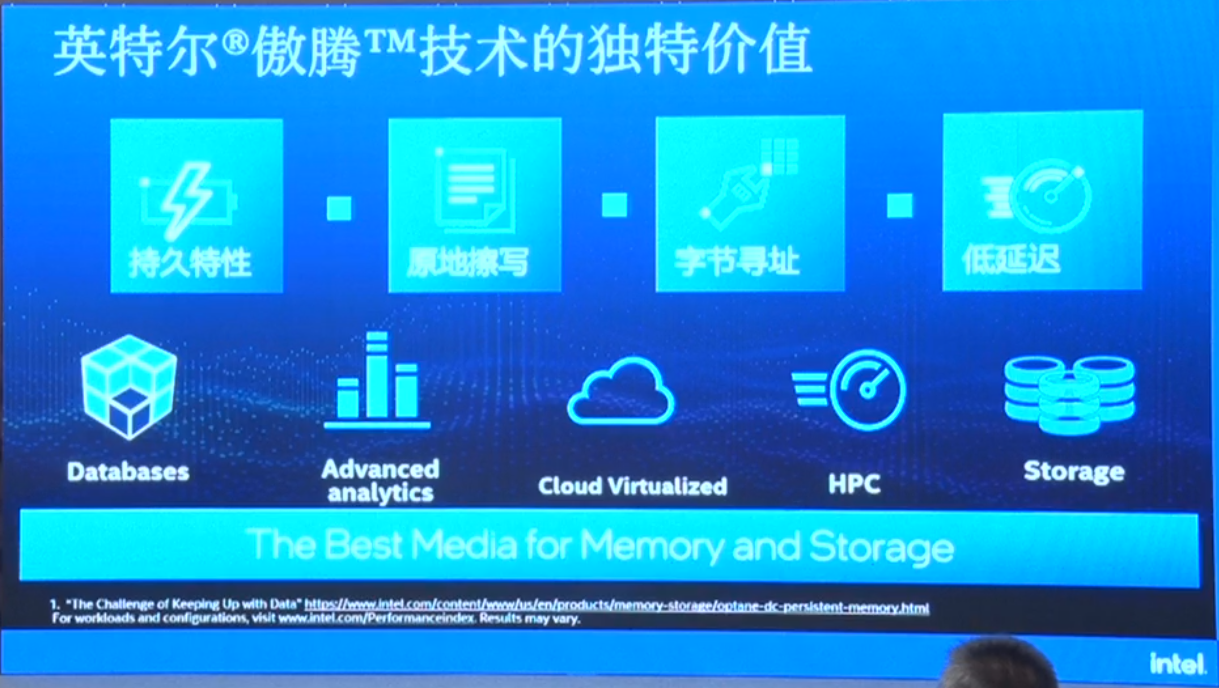 英特尔®傲腾™技术的独特价值
持久特性
原地擦写
字节寻址
低延迟
Databases
Advanced
analytics
Cloud Virtualized
HPC
Storage
The Best Media for Memory and Storage
1. "The Challenge of Keeping Up with Data" https://www.intel.com/content/www/us/en/products/memory-storage/optane-dc-persistent-memory.html
For workloads and configurations, visit www.intel.com/PerformanceIndex. Results may vary.
intel.